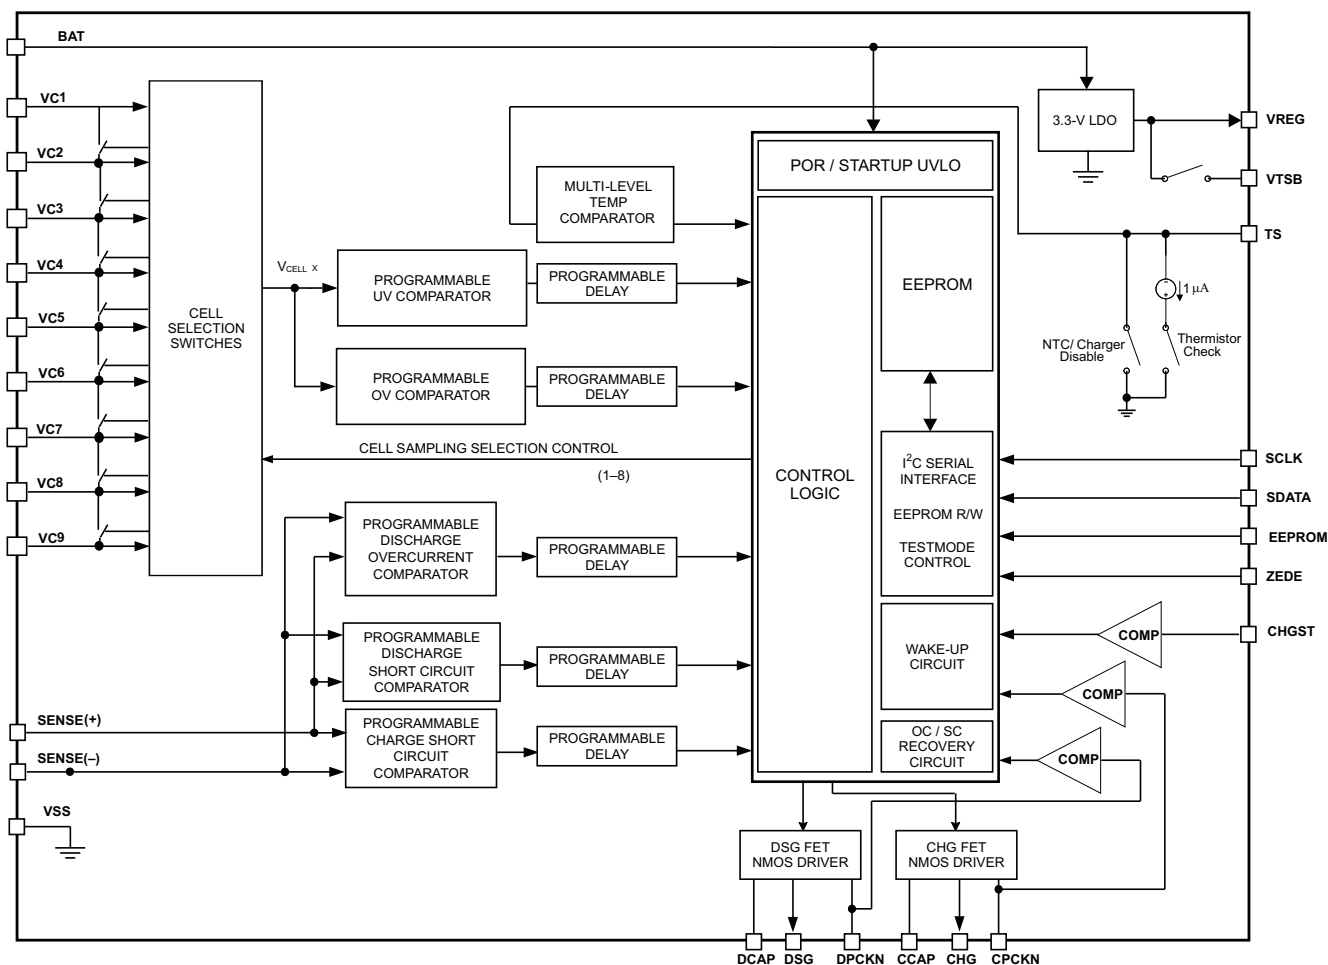 BAT
VC1
VC2
VC3
VC4
VC5
VC6
VC7
VC8
VC9
SENSE(+)
SENSE(–)
VSS
CELL
SELECTION
SWITCHES
VCELL x
PROGRAMMABLE
UV COMPARATOR
PROGRAMMABLE
OV COMPARATOR
MULTI-LEVEL
TEMP
COMPARATOR
PROGRAMMABLE
DELAY
PROGRAMMABLE
DELAY
CELL SAMPLING SELECTION CONTROL
(1–8)
PROGRAMMABLE
DISCHARGE
OVERCURRENT
COMPARATOR
PROGRAMMABLE
DELAY
PROGRAMMABLE
DISCHARGE
SHORT CIRCUIT
COMPARATOR
PROGRAMMABLE
DELAY
PROGRAMMABLE
CHARGE SHORT
CIRCUIT
COMPARATOR
PROGRAMMABLE
DELAY
POR / STARTUP UVLO
CONTROL
LOGIC
EEPROM
I2C SERIAL
INTERFACE
EEPROM R/W
TESTMODE
CONTROL
WAKE-UP
CIRCUIT
OC / SC
RECOVERY
CIRCUIT
3.3-V LDO
1 µA
NTC/ Charger
Disable
Thermistor
Check
COMP
COMP
COMP
VREG
VTSB
TS
SCLK
SDATA
EEPROM
ZEDE
CHGST
DSG FET
NMOS DRIVER
CHG FET
NMOS DRIVER
DCAP
DSG
DPCKN
CCAP
CHG
CPCKN